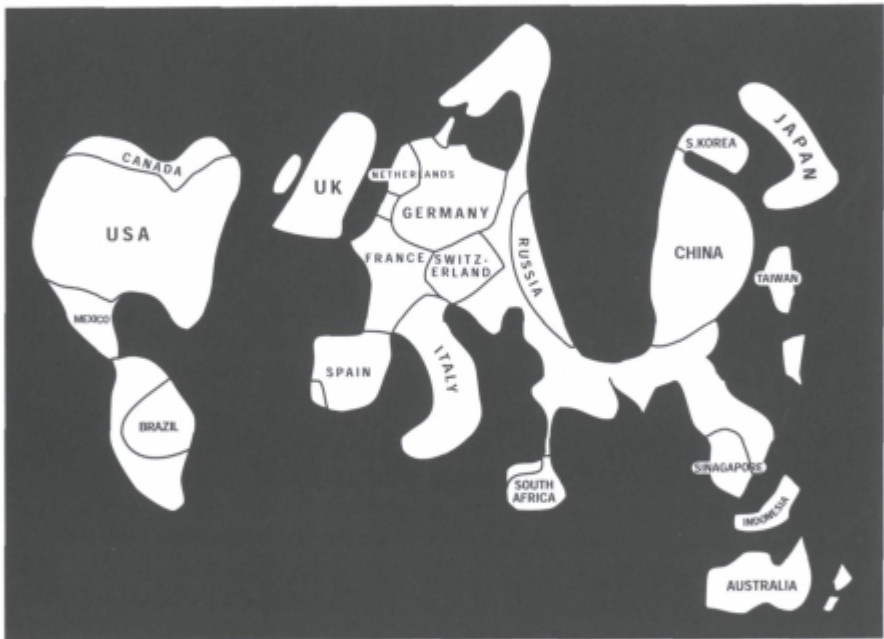 CANADA
USA
MEXICO
BRAZIL
UK
NETHERLANDS
GERMANY
FRANCE
SWITZ-
ERLAND
SPAIN
ITALY
RUSSIA
SOUTH
AFRICA
S.KOREA
JAPAN
CHINA
TAIWAN
SINAGAPORE
INDONESIA
AUSTRALIA